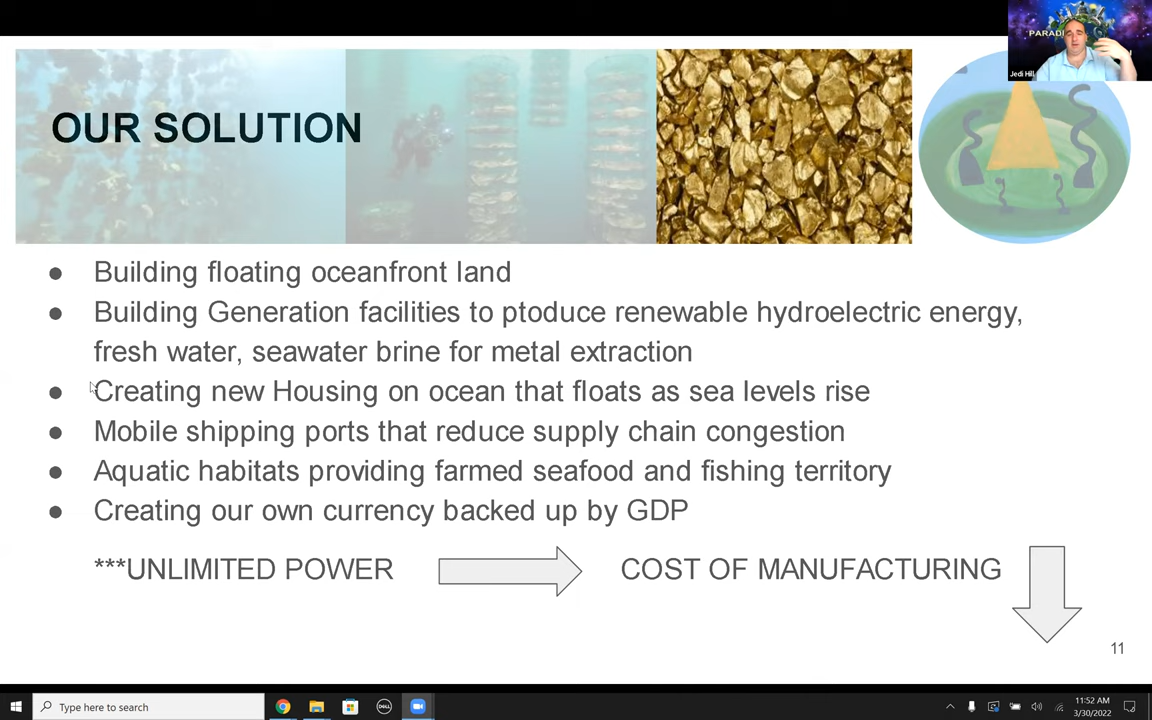 PARADI
Jedi Hill
OUR SOLUTION
● Building floating oceanfront land
● Building Generation facilities to ptoduce renewable hydroelectric energy,
fresh water, seawater brine for metal extraction
● Creating new Housing on ocean that floats as sea levels rise
● Mobile shipping ports that reduce supply chain congestion
● Aquatic habitats providing farmed seafood and fishing territory
● Creating our own currency backed up by GDP
***UNLIMITED POWER COST OF MANUFACTURING
11
Type here to search
DELL
11:52 AM
3/30/2022